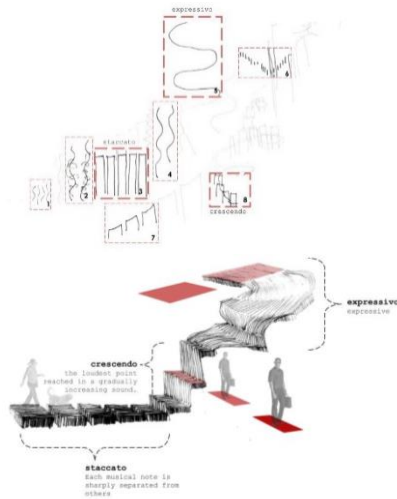 expressivo
5
6
staccato
4
1
2
3
8
crescendo
7
expressivo
expressive
crescendo
the loudest point
reached in a gradually
increasing sound.
staccato
Each musical note is
sharply separated from
others